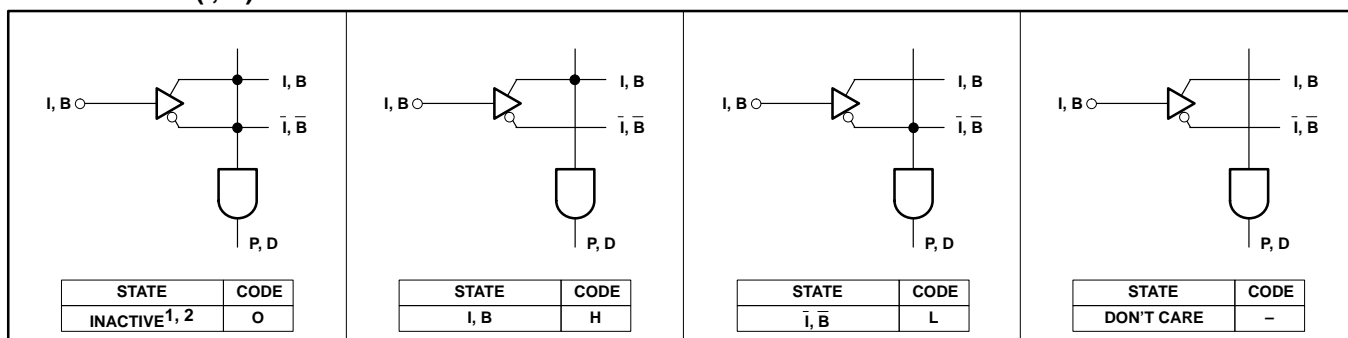 I, B
I, B
I̅, B̅
P, D
STATE CODE
INACTIVE1, 2 O
I, B
I, B
I̅, B̅
P, D
STATE CODE
I, B H
I, B
I, B
I̅, B̅
P, D
STATE CODE
I̅, B̅ L
I, B
I, B
I̅, B̅
P, D
STATE CODE
DON'T CARE –